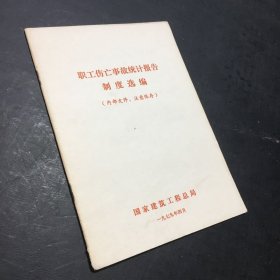 职工伤亡事故统计报告
制度选编
(内部文件，注意保存)
国家建筑工程总局
一九七九年四月